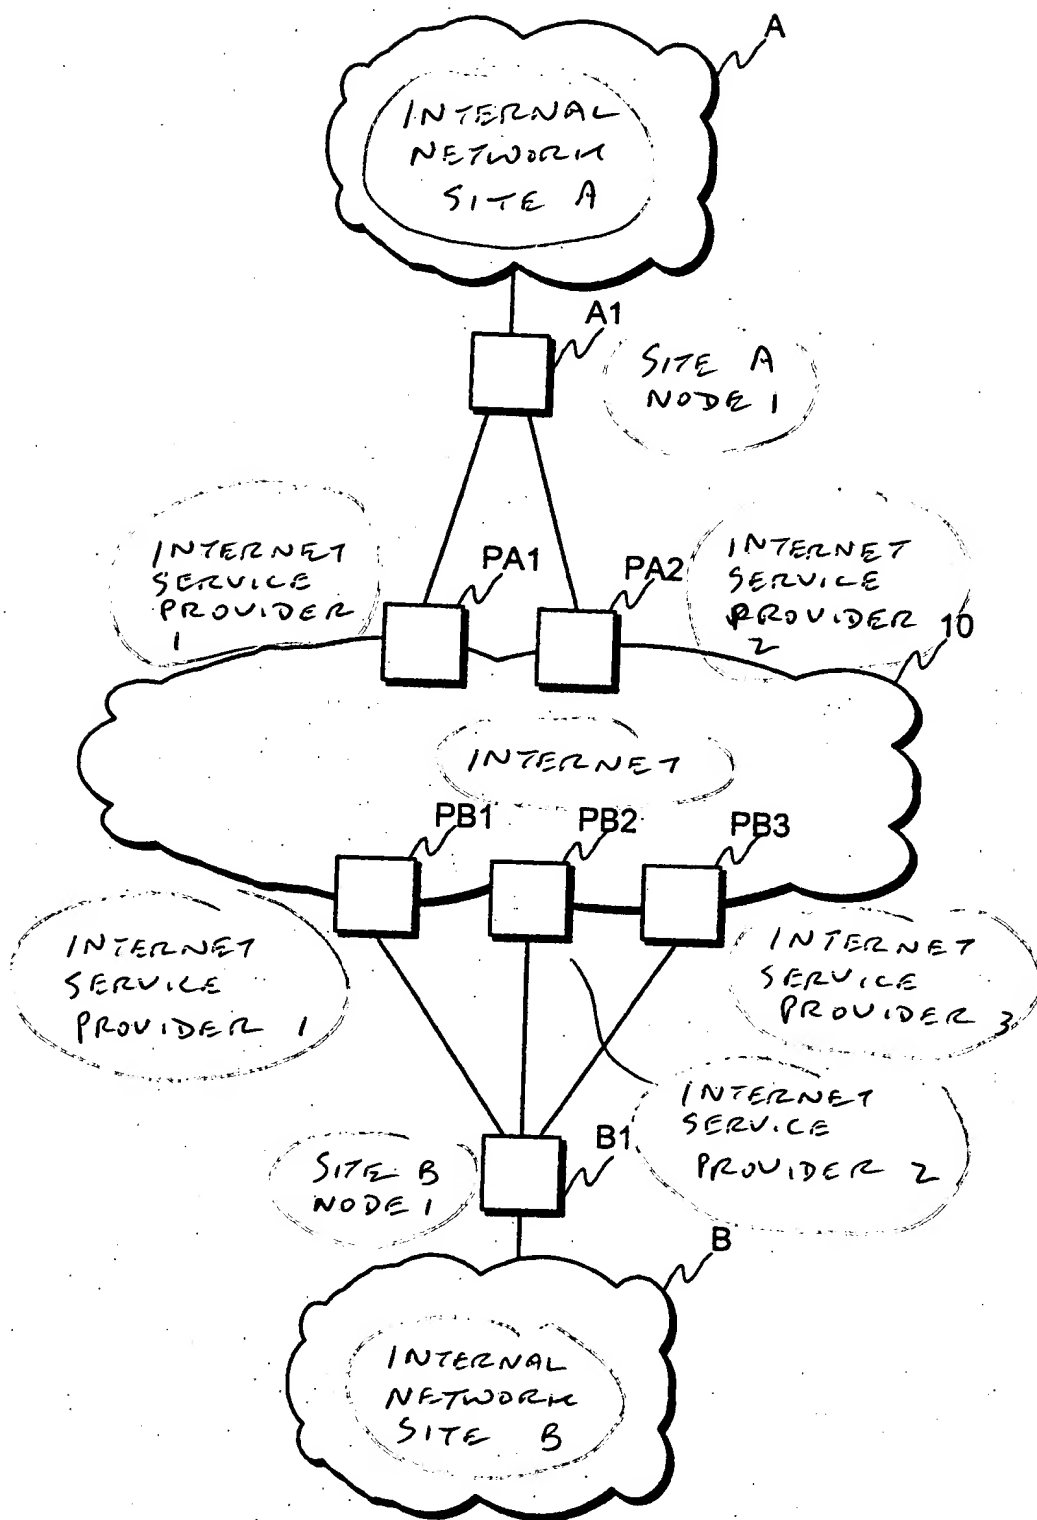 A
INTERNAL
NETWORK
SITE A
A1
SITE A
NODE 1
INTERNET
SERVICE
PROVIDER
1
PA1
PA2
INTERNET
SERVICE
PROVIDER
2
10
INTERNET
PB1
PB2
PB3
INTERNET
SERVICE
PROVIDER 1
INTERNET
SERVICE
PROVIDER 3
INTERNET
SERVICE
PROVIDER 2
B1
SITE B
NODE 1
B
INTERNAL
NETWORK
SITE B